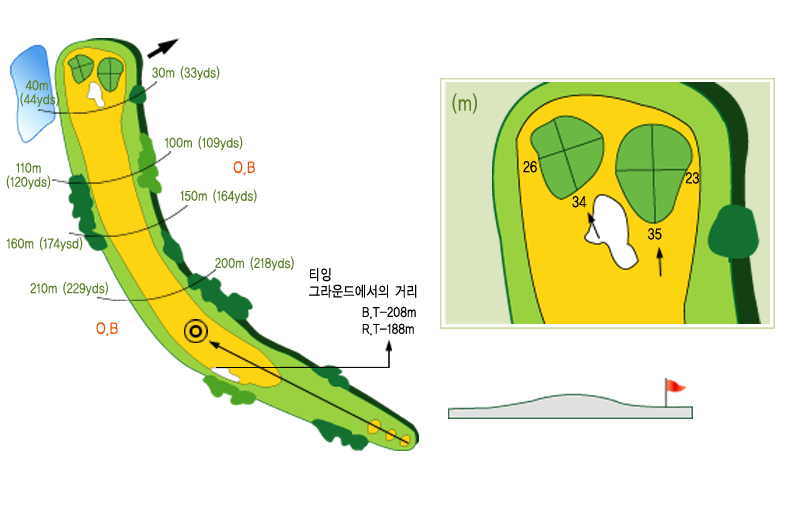 40m
(44yds)
30m (33yds)
100m (109yds)
O.B
110m
(120yds)
150m (164yds)
160m (174ysd)
200m (218yds)
210m (229yds)
O.B
티잉
그라운드에서의 거리
B.T-208m
R.T-188m
(m)
26
23
34
35